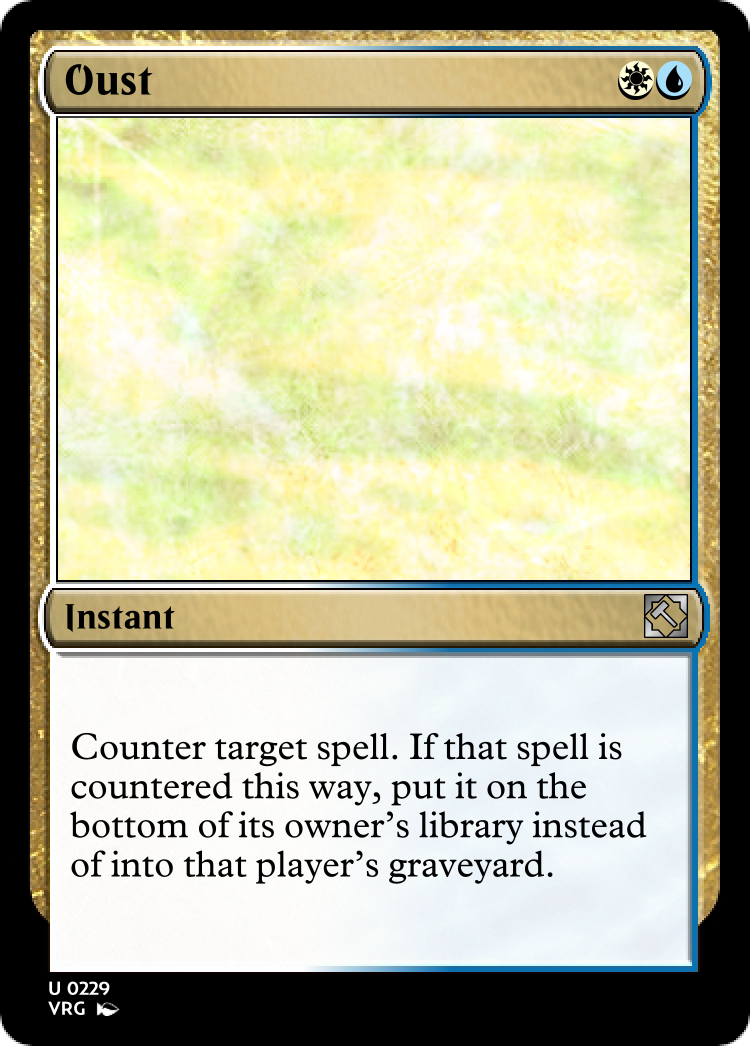 Oust
Instant
Counter target spell. If that spell is
countered this way, put it on the
bottom of its owner’s library instead
of into that player’s graveyard.
U 0229
VRG